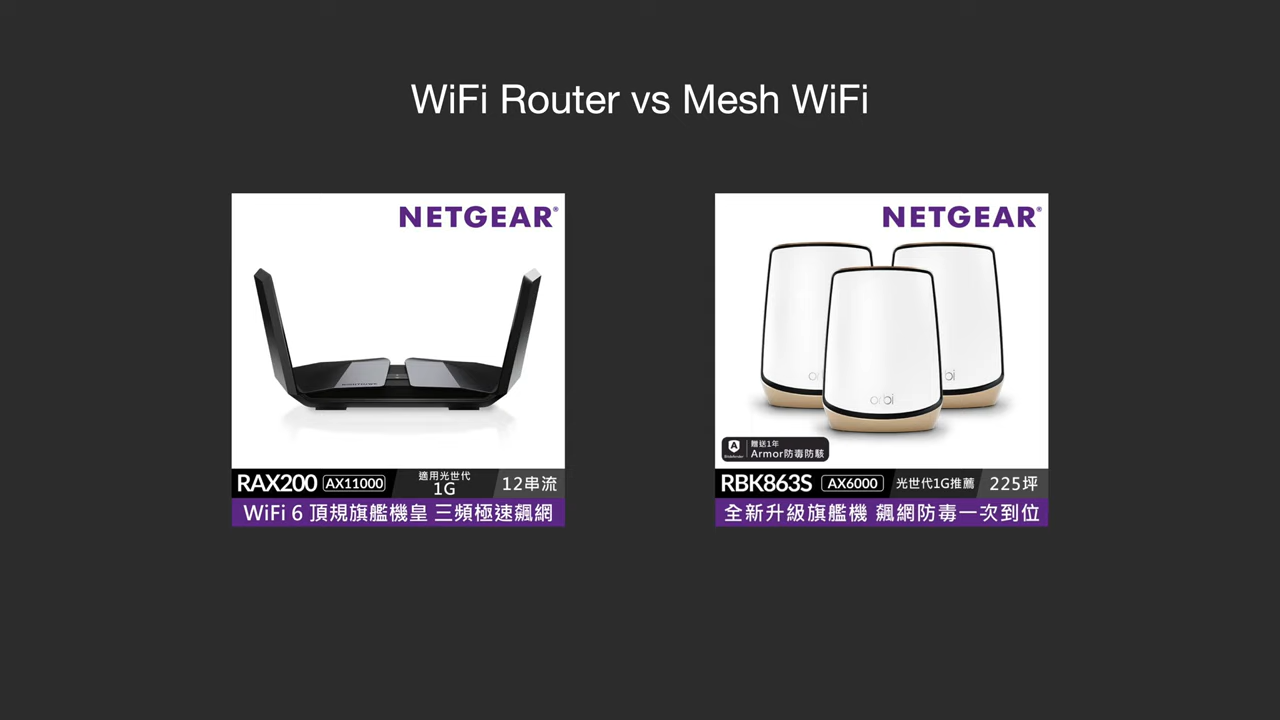 WiFi Router vs Mesh WiFi
NETGEAR®
RAX200 AX11000 適用光世代 1G 12串流
WiFi 6 頂規旗艦機皇 三頻極速飆網
NETGEAR®
orbi
bi
orbi
贈送1年
Armor防毒防駭
RBK863S AX6000 光世代1G推薦 225坪
全新升級旗艦機 飆網防毒一次到位